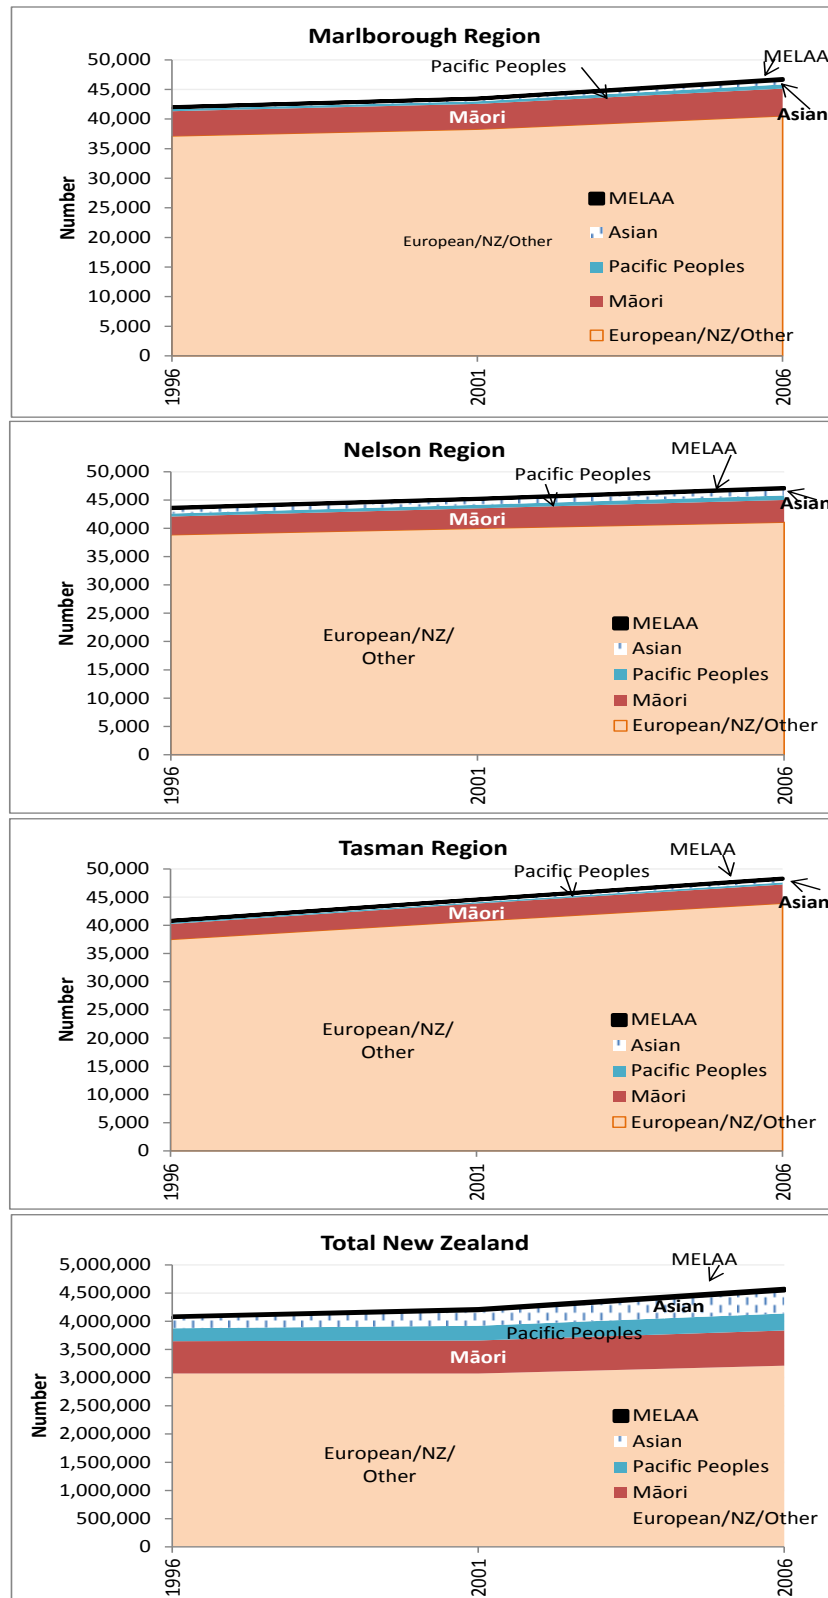 Marlborough Region
50,000
45,000
40,000
35,000
30,000
25,000
20,000
15,000
10,000
5,000
0
Number
Pacific Peoples
MELAA
Asian
Māori
European/NZ/Other
MELAA
Asian
Pacific Peoples
Māori
European/NZ/Other
1996
2001
2006
Nelson Region
50,000
45,000
40,000
35,000
30,000
25,000
20,000
15,000
10,000
5,000
0
Number
Pacific Peoples
MELAA
Asian
Māori
European/NZ/
Other
MELAA
Asian
Pacific Peoples
Māori
European/NZ/Other
1996
2001
2006
Tasman Region
50,000
45,000
40,000
35,000
30,000
25,000
20,000
15,000
10,000
5,000
0
Number
Pacific Peoples
MELAA
Asian
Māori
European/NZ/
Other
MELAA
Asian
Pacific Peoples
Māori
European/NZ/Other
1996
2001
2006
Total New Zealand
5,000,000
4,500,000
4,000,000
3,500,000
3,000,000
2,500,000
2,000,000
1,500,000
1,000,000
500,000
0
Number
MELAA
Asian
Pacific Peoples
Māori
European/NZ/
Other
MELAA
Asian
Pacific Peoples
Māori
European/NZ/Other
1996
2001
2006